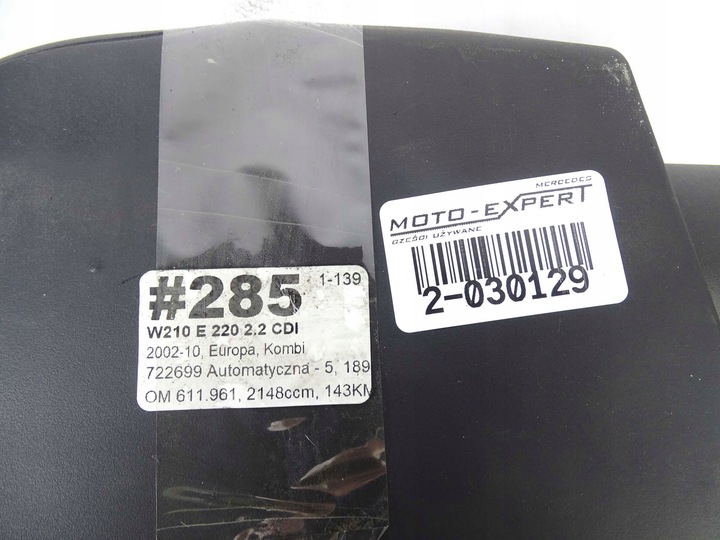 #285 1-139
W210 E 220 2.2 CDI
2002-10, Europa, Kombi
722699 Automatyczna - 5, 189
OM 611.961, 2148ccm, 143KM
MERCEDES
MOTO-EXPERT
CZĘŚCI UŻYWANE
2-030129